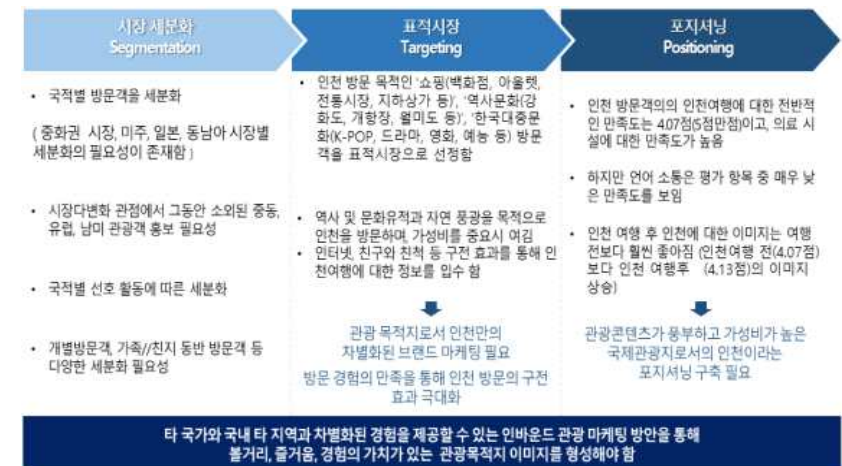 시장 세분화
Segmentation
• 국적별 방문객을 세분화
( 중화권 시장, 미주, 일본, 동남아 시장별
세분화의 필요성이 존재함 )
• 시장다변화 관점에서 그동안 소외된 중동,
유럽, 남미 관광객 홍보 필요성
• 국적별 선호 활동에 따른 세분화
• 개별방문객, 가족//친지 동반 방문객 등
다양한 세분화 필요성
표적시장
Targeting
• 인천 방문 목적인 '쇼핑(백화점, 아울렛,
전통시장, 지하상가 등)', '역사문화(강
화도, 개항장, 월미도 등)', '한국대중문
화(K-POP, 드라마, 영화, 예능 등) 방문
객을 표적시장으로 선정함
• 역사 및 문화유적과 자연 풍광을 목적으로
인천을 방문하며, 가성비를 중요시 여김
• 인터넷, 친구와 친척 등 구전 효과를 통해 인
천여행에 대한 정보를 입수 함
관광 목적지로서 인천만의
차별화된 브랜드 마케팅 필요
방문 경험의 만족을 통해 인천 방문의 구전
효과 극대화
포지셔닝
Positioning
• 인천 방문객의의 인천여행에 대한 전반적
인 만족도는 4.07점(5점만점)이고, 의료 시
설에 대한 만족도가 높음
• 하지만 언어 소통은 평가 항목 중 매우 낮
은 만족도를 보임
• 인천 여행 후 인천에 대한 이미지는 여행
전보다 훨씬 좋아짐 (인천여행 전(4.07점)
보다 인천 여행후 (4.13점)의 이미지
상승)
관광콘텐츠가 풍부하고 가성비가 높은
국제관광지로서의 인천이라는
포지셔닝 구축 필요
타 국가와 국내 타 지역과 차별화된 경험을 제공할 수 있는 인바운드 관광 마케팅 방안을 통해
볼거리, 즐거움, 경험의 가치가 있는 관광목적지 이미지를 형성해야 함